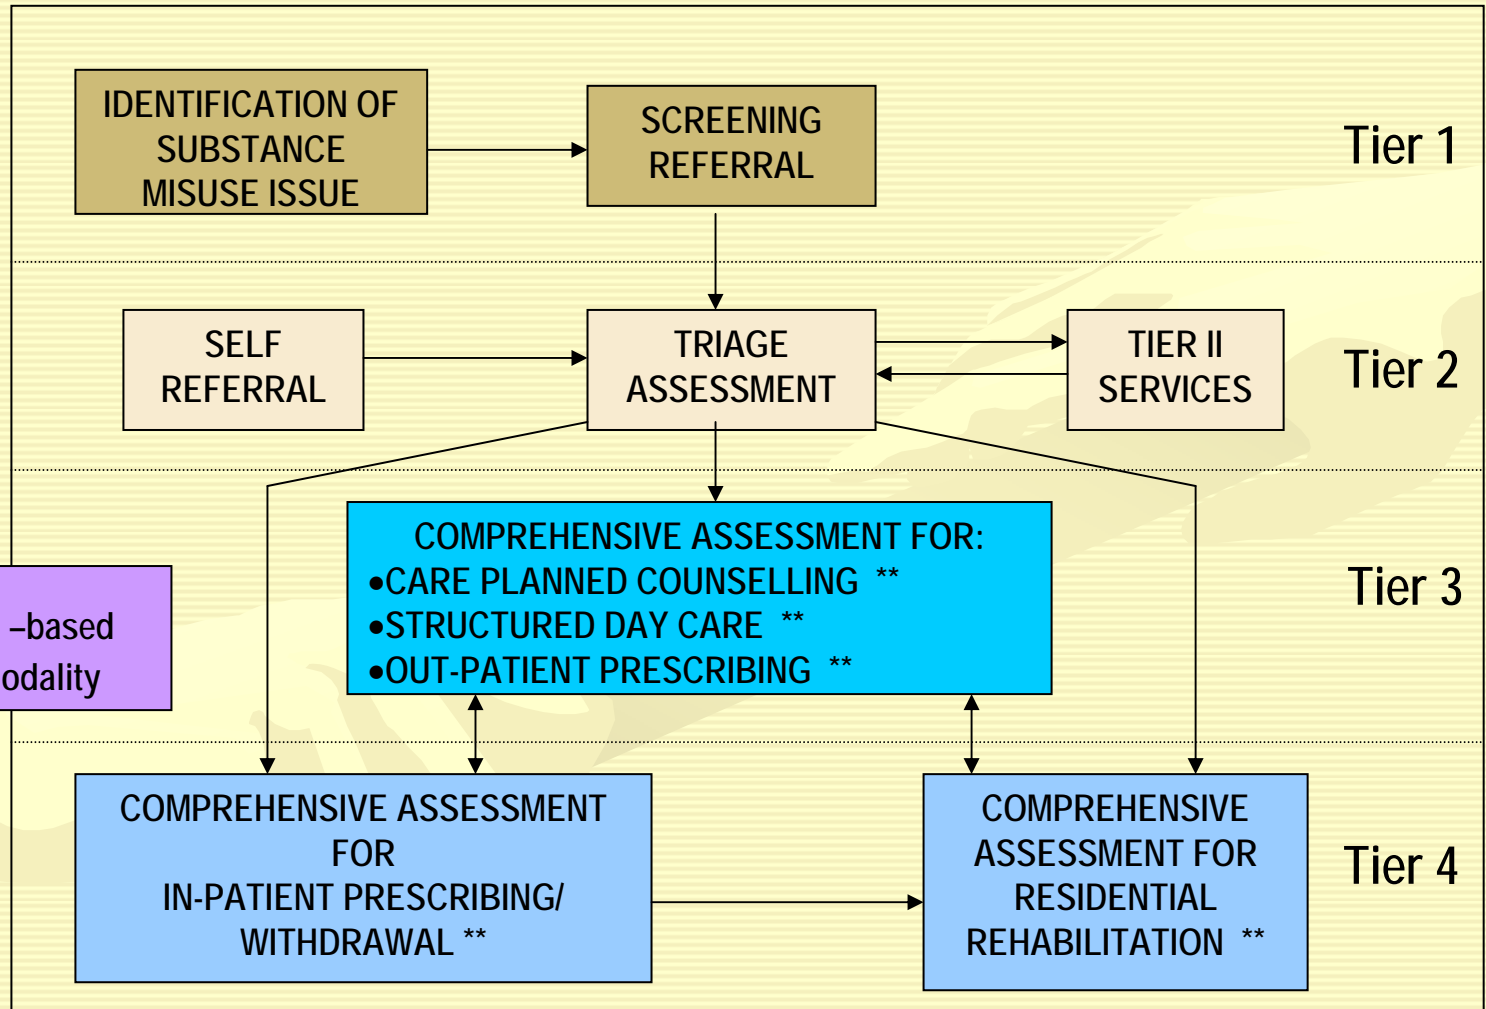 IDENTIFICATION OF
SUBSTANCE
MISUSE ISSUE
SCREENING
REFERRAL
Tier 1
SELF
REFERRAL
TRIAGE
ASSESSMENT
TIER II
SERVICES
Tier 2
COMPREHENSIVE ASSESSMENT FOR:
•CARE PLANNED COUNSELLING **
•STRUCTURED DAY CARE **
•OUT-PATIENT PRESCRIBING **
Tier 3
–based
odality
COMPREHENSIVE ASSESSMENT
FOR
IN-PATIENT PRESCRIBING/
WITHDRAWAL **
COMPREHENSIVE
ASSESSMENT FOR
RESIDENTIAL
REHABILITATION **
Tier 4